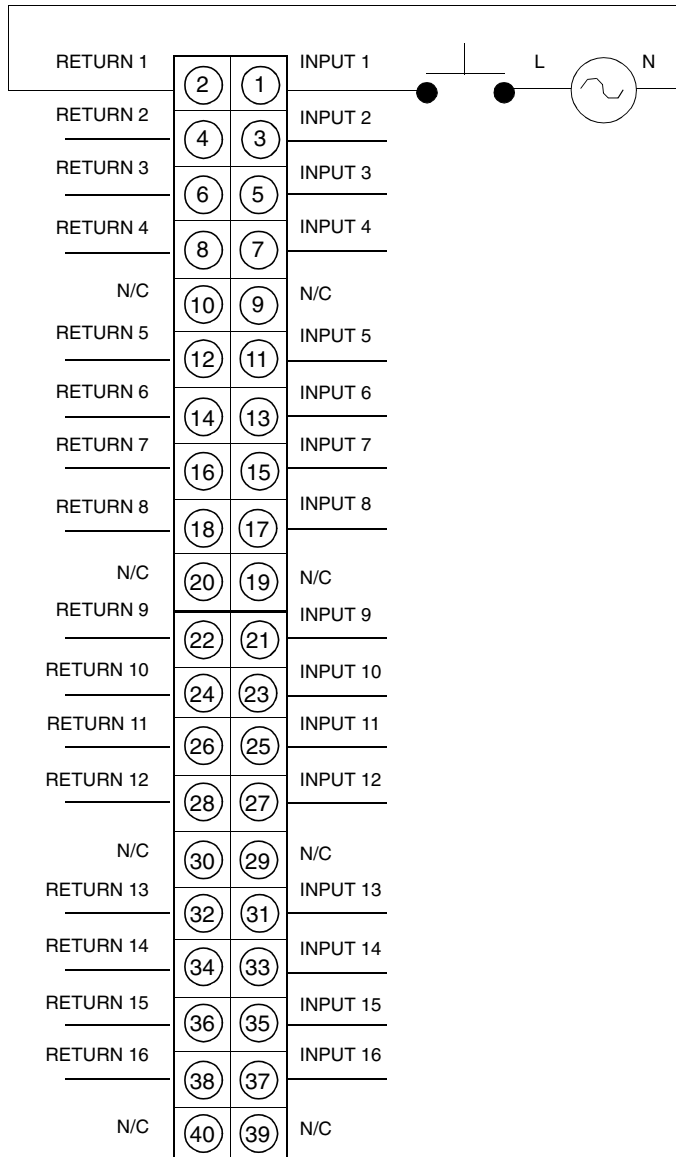 RETURN 1 2 1 INPUT 1 L N
RETURN 2 4 3 INPUT 2
RETURN 3 6 5 INPUT 3
RETURN 4 8 7 INPUT 4
N/C 10 9 N/C
RETURN 5 12 11 INPUT 5
RETURN 6 14 13 INPUT 6
RETURN 7 16 15 INPUT 7
RETURN 8 18 17 INPUT 8
N/C 20 19 N/C
RETURN 9 22 21 INPUT 9
RETURN 10 24 23 INPUT 10
RETURN 11 26 25 INPUT 11
RETURN 12 28 27 INPUT 12
N/C 30 29 N/C
RETURN 13 32 31 INPUT 13
RETURN 14 34 33 INPUT 14
RETURN 15 36 35 INPUT 15
RETURN 16 38 37 INPUT 16
N/C 40 39 N/C